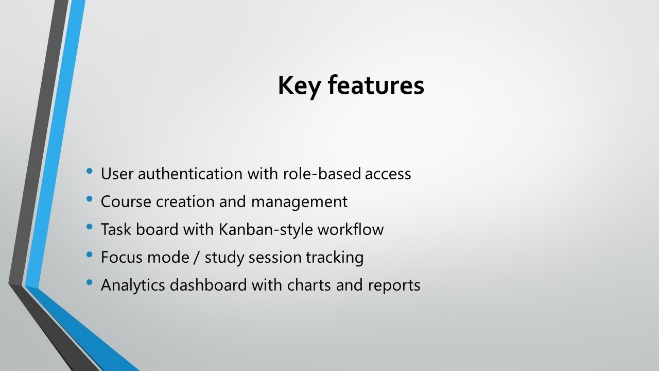 Key features
• User authentication with role-based access
• Course creation and management
• Task board with Kanban-style workflow
• Focus mode / study session tracking
• Analytics dashboard with charts and reports